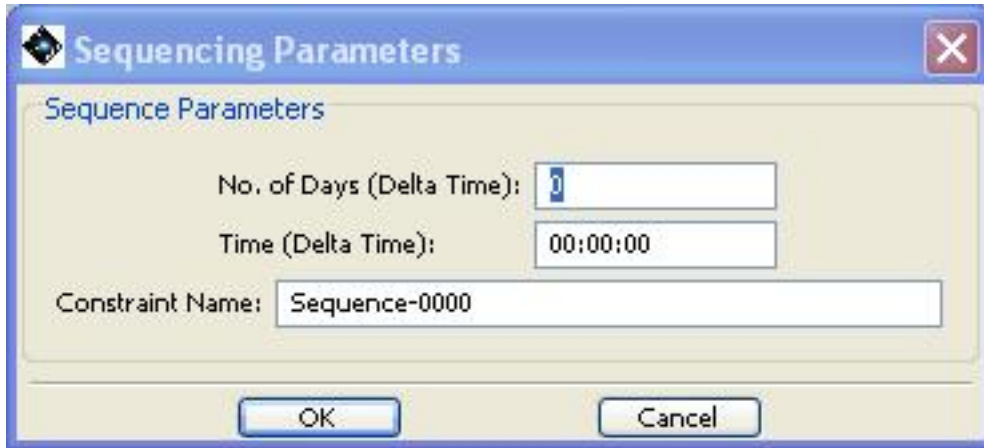 Sequencing Parameters
Sequence Parameters
No. of Days (Delta Time): 0
Time (Delta Time): 00:00:00
Constraint Name: Sequence-0000
OK Cancel